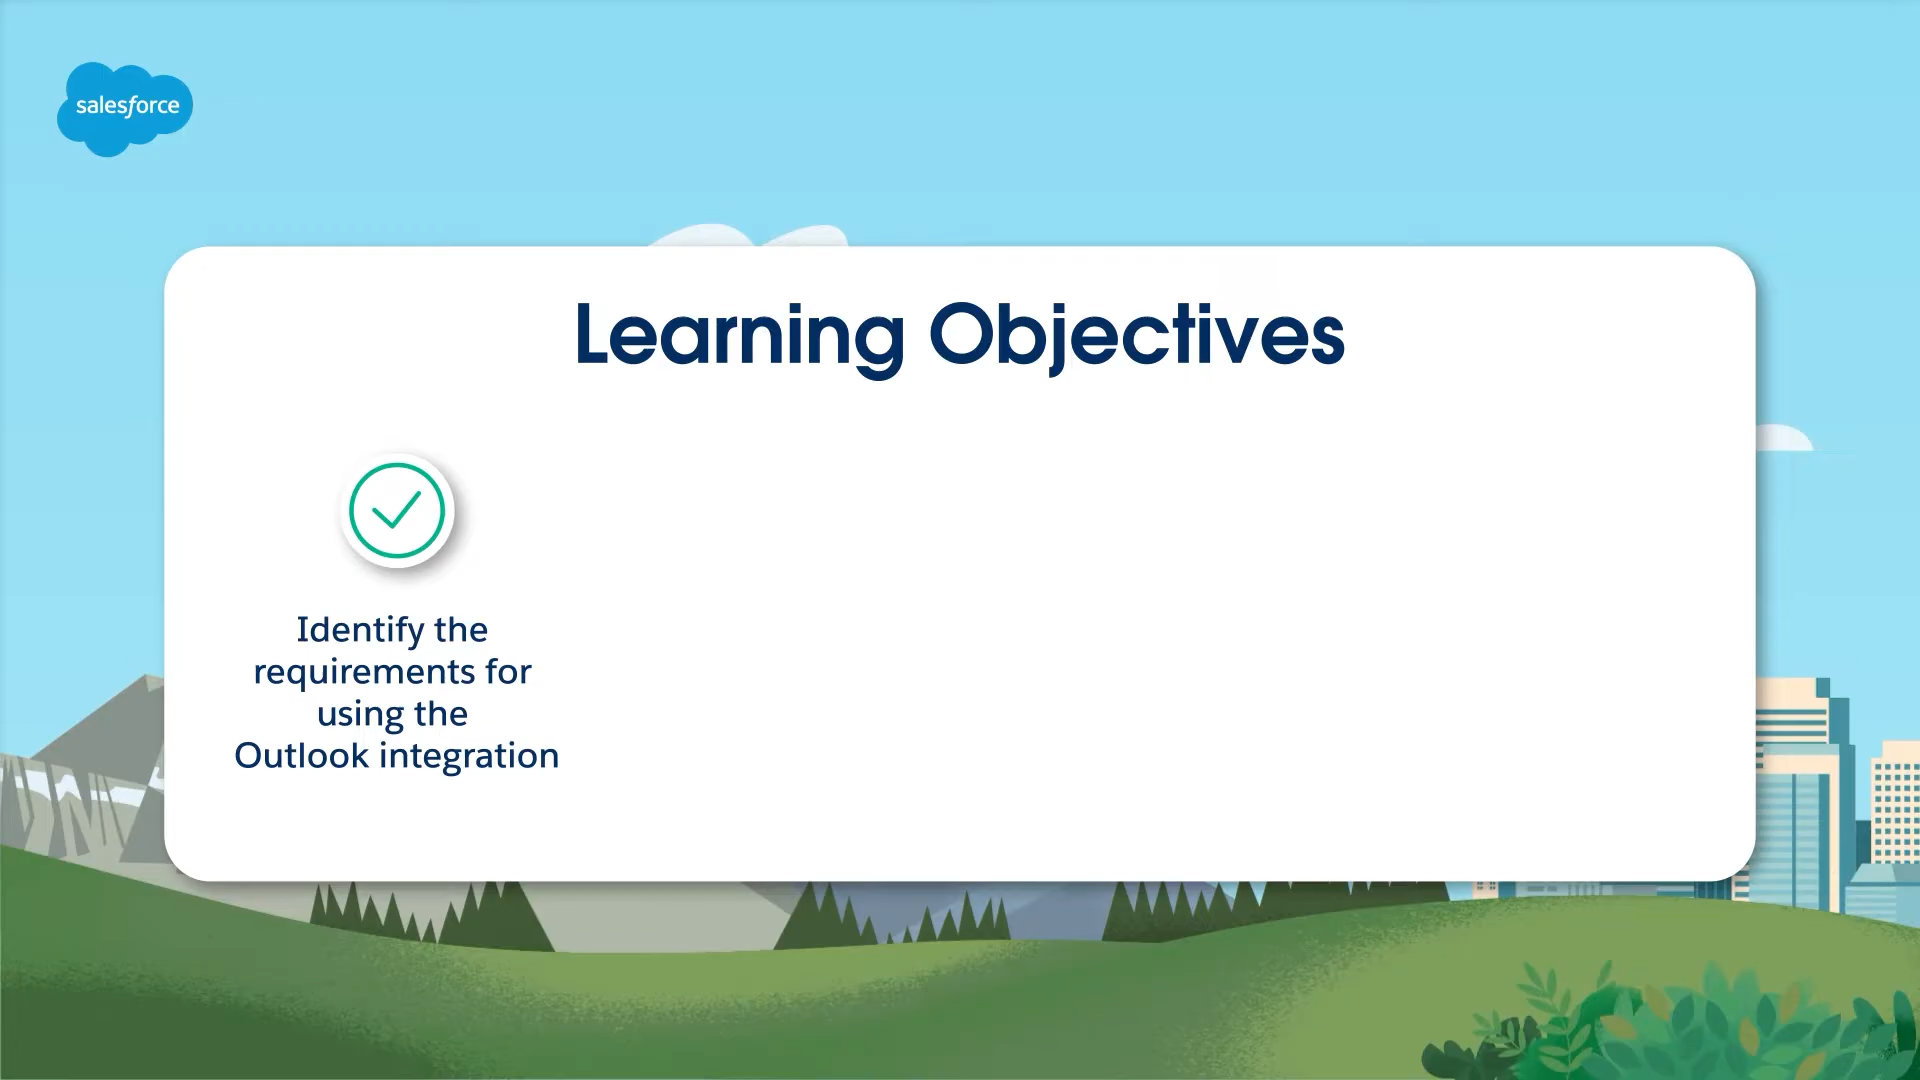 salesforce
Learning Objectives
Identify the
requirements for
using the
Outlook integration